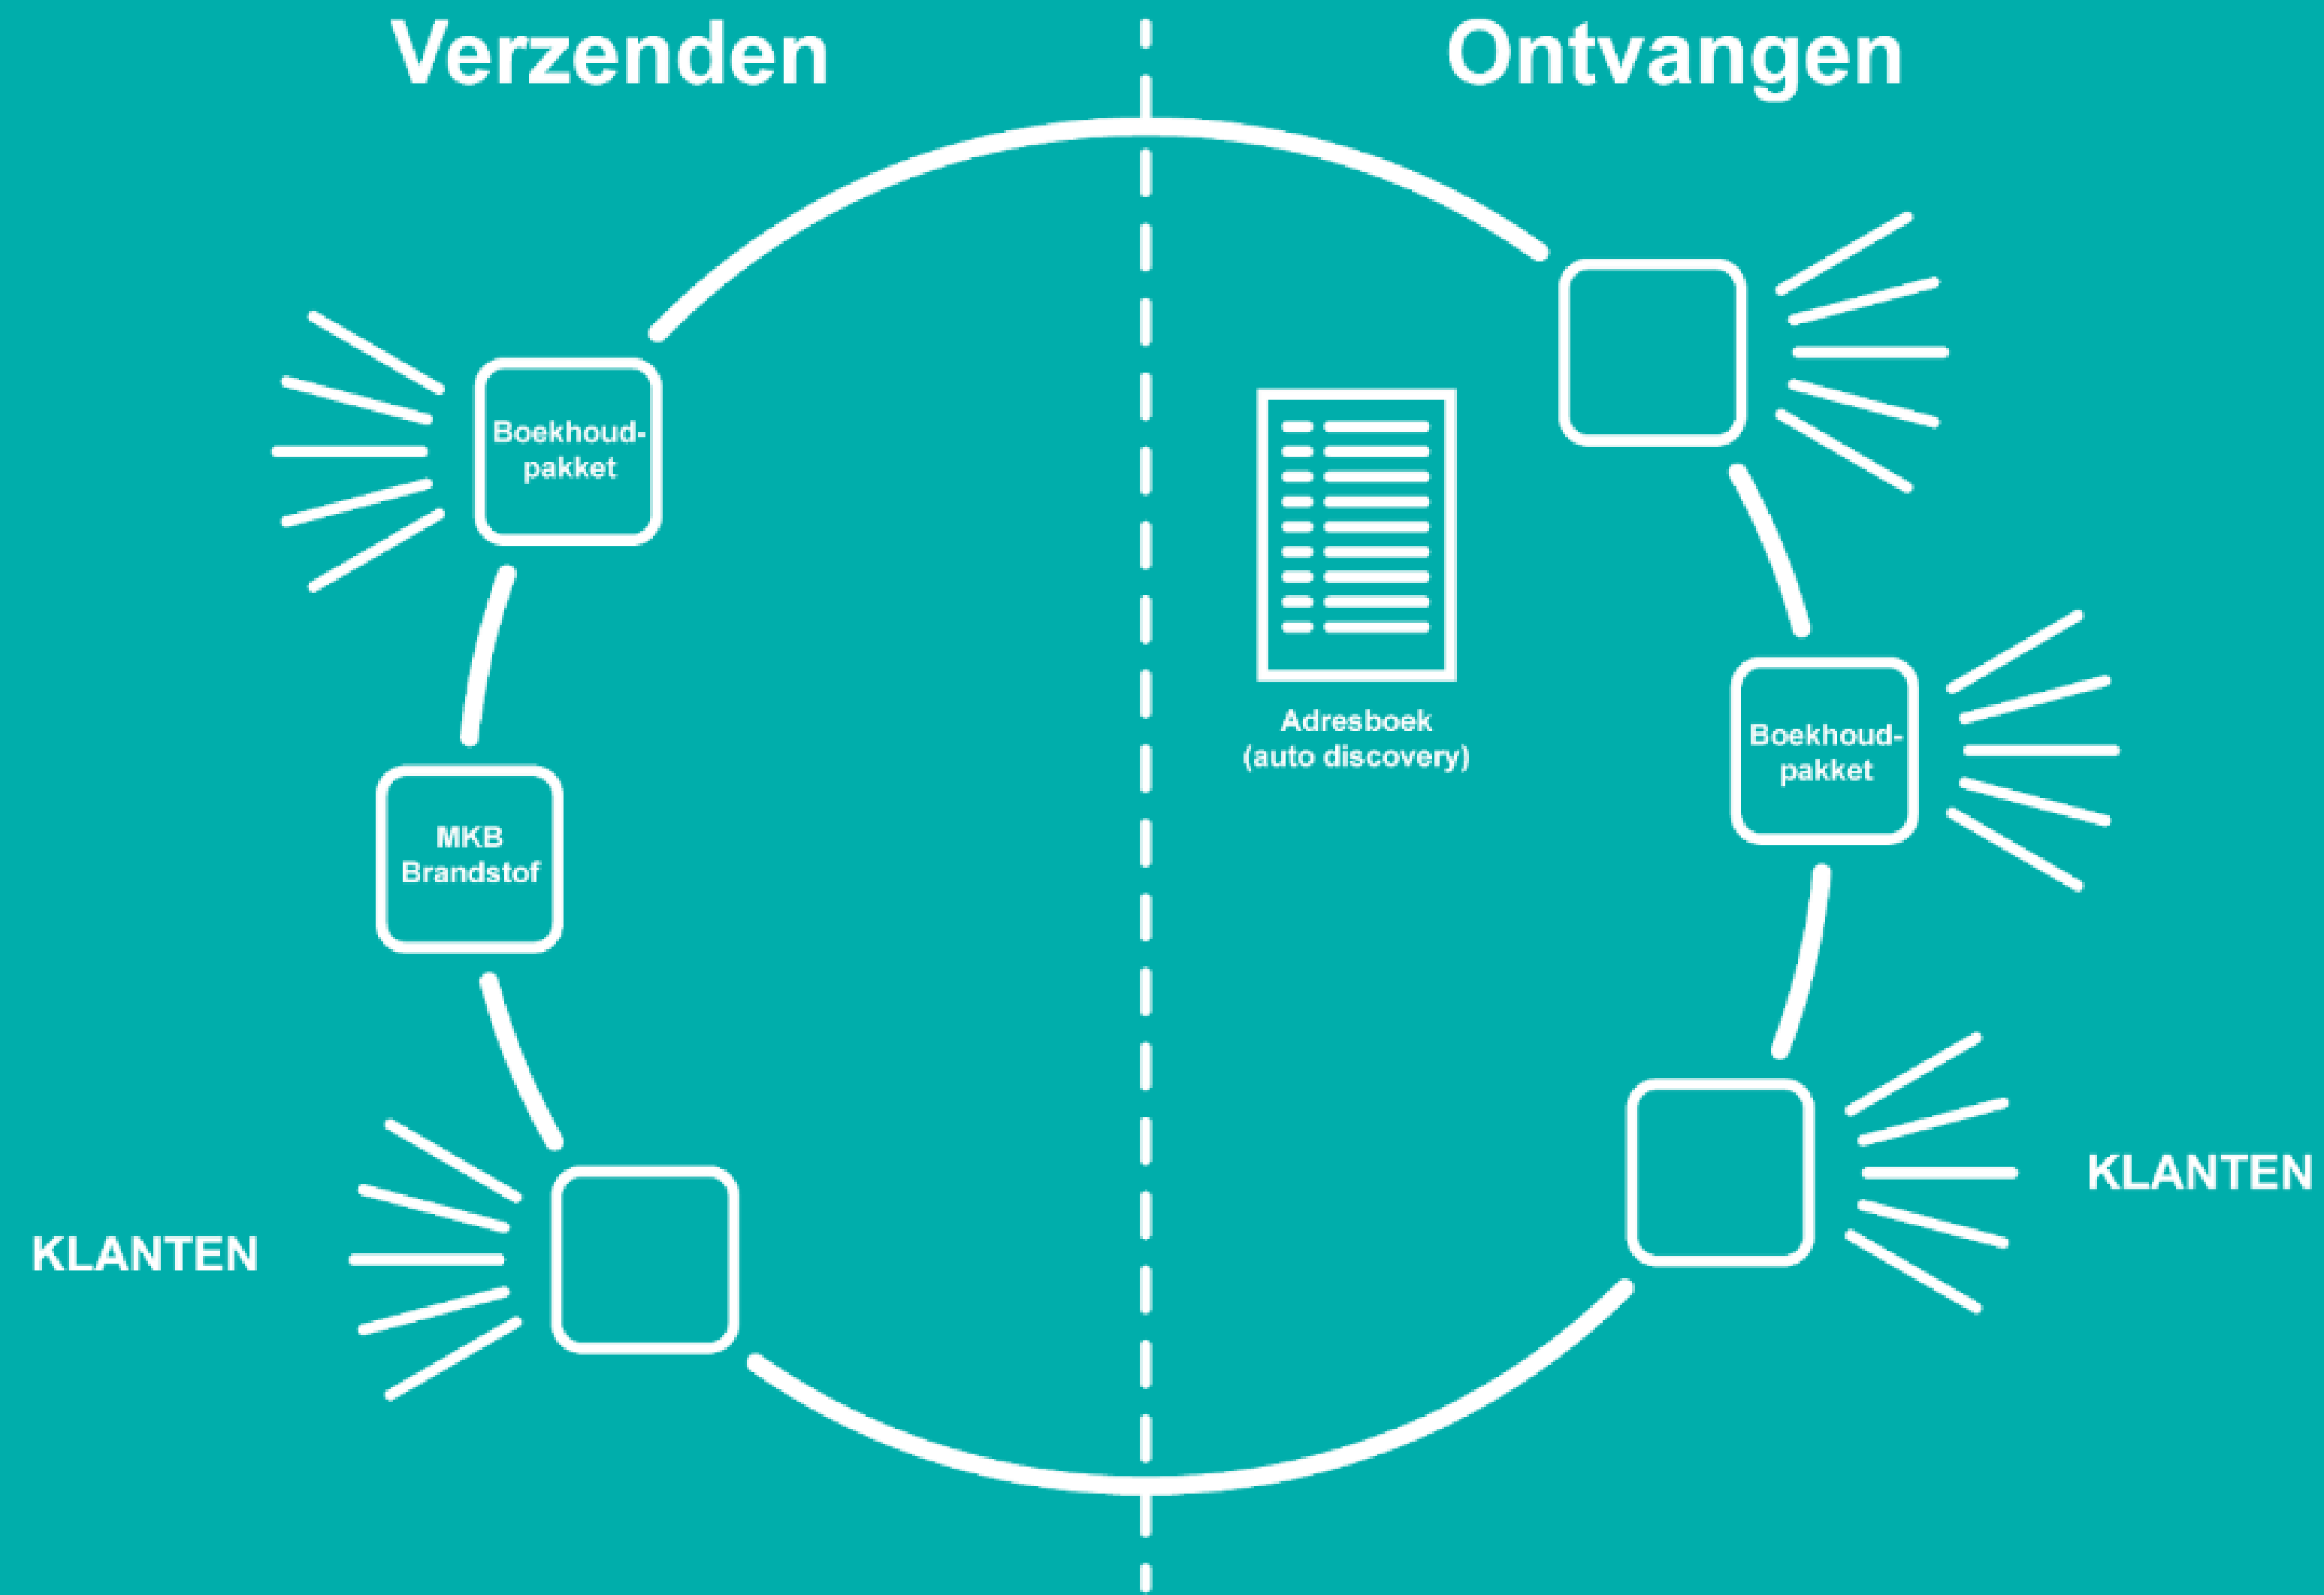 Verzenden
Ontvangen
Boekhoud-
pakket
MKB
Brandstof
KLANTEN
Adresboek
(auto discovery)
Boekhoud-
pakket
KLANTEN